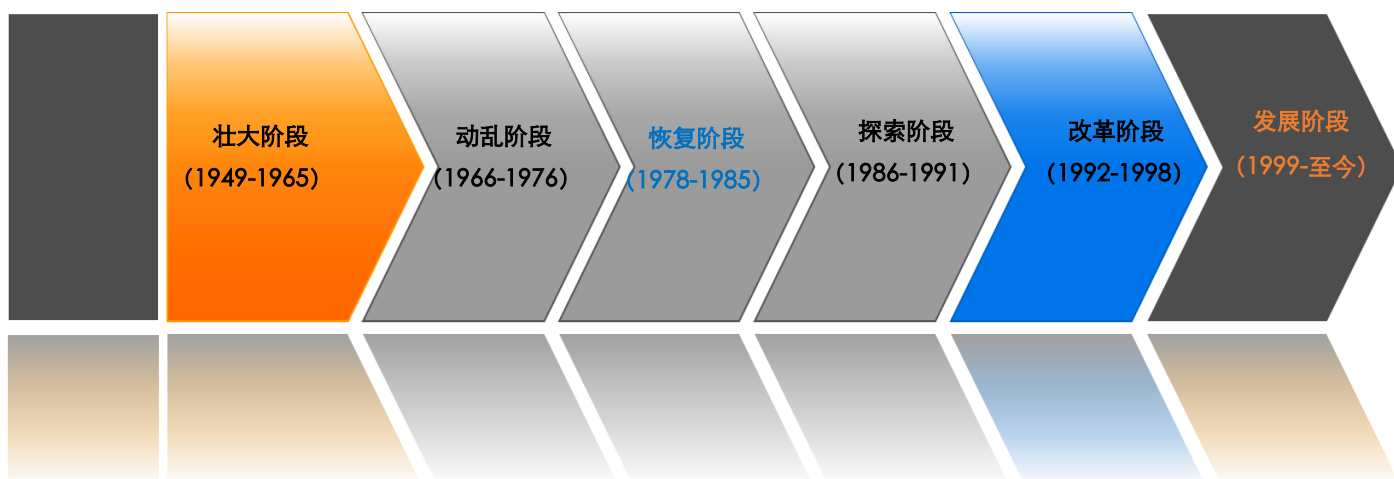 壮大阶段
(1949-1965)
动乱阶段
(1966-1976)
恢复阶段
(1978-1985)
探索阶段
(1986-1991)
改革阶段
(1992-1998)
发展阶段
(1999-至今)